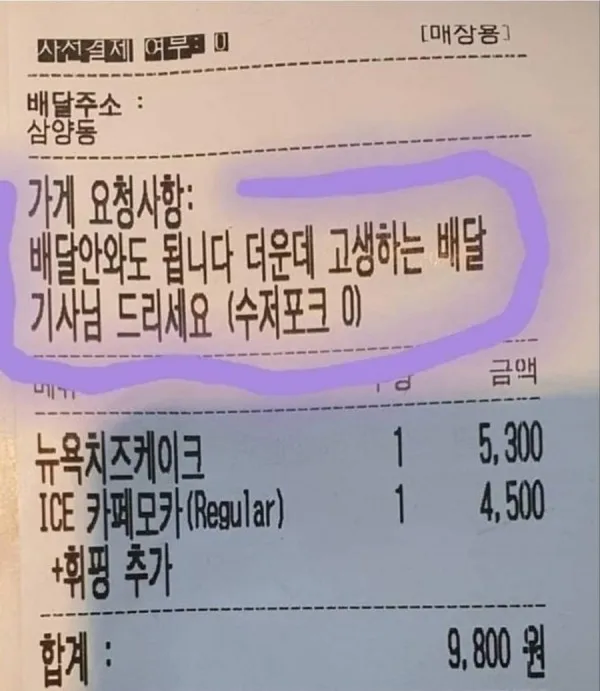 사전결제 여부: 0 [매장용]
배달주소 :
삼양동
가게 요청사항:
배달안와도 됩니다 더운데 고생하는 배달
기사님 드리세요 (수저포크 0)
금액
뉴욕치즈케이크 1 5,300
ICE 카페모카(Regular) 1 4,500
+휘핑 추가
합계 : 9,800 원